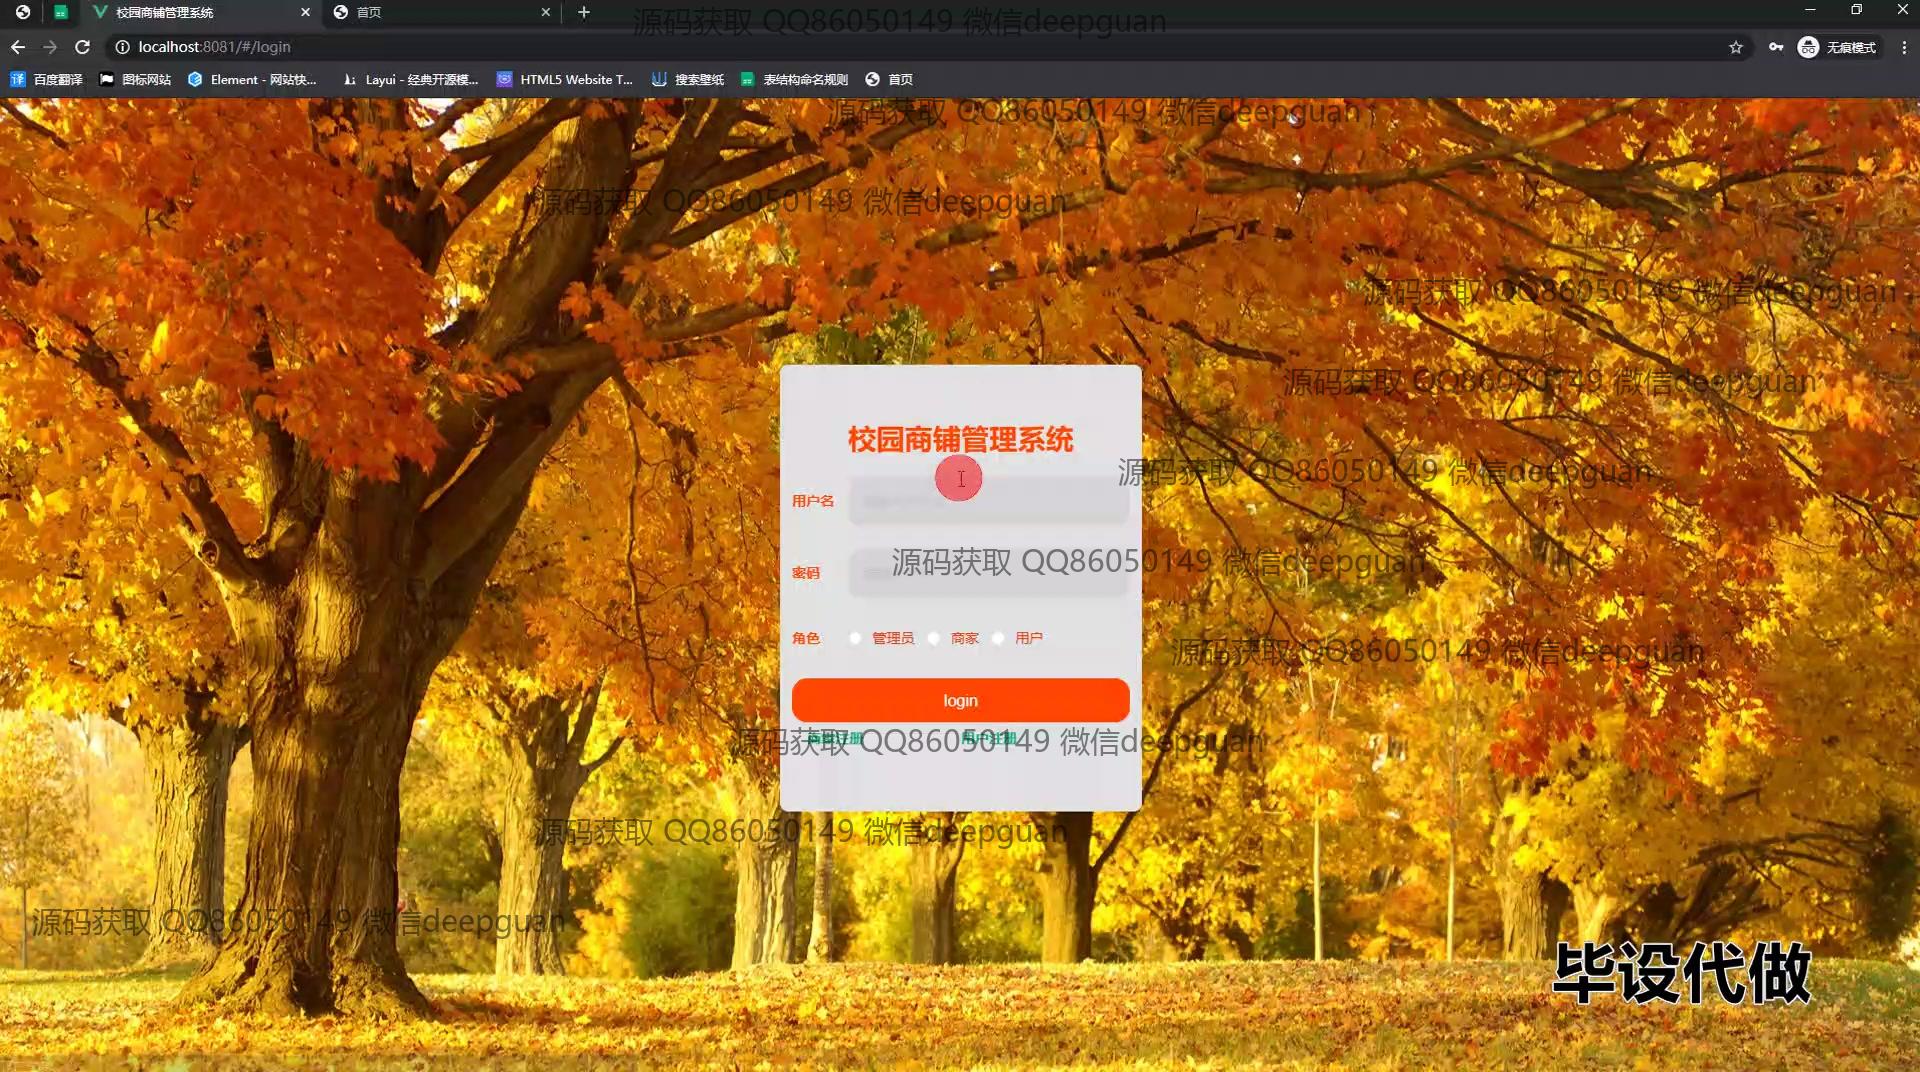 校园商铺管理系统
首页
源码获取 QQ86050149 微信deepguan
localhost:8081/#/login
无痕模式
百度翻译
图标网站
Element - 网站快...
Layui - 经典开源模...
HTML5 Website T...
搜索壁纸
表结构命名规则
首页
源码获取 QQ86050149 微信deepguan
源码获取 QQ86050149 微信deepguan
源码获取 QQ86050149 微信deepguan
源码获取 QQ86050149 微信deepguan
校园商铺管理系统
源码获取 QQ86050149 微信deepguan
用户名
源码获取 QQ86050149 微信deepguan
密码
角色 管理员 商家 用户
源码获取 QQ86050149 微信deepguan
login
用户注册
源码获取 QQ86050149 微信deepguan
源码获取 QQ86050149 微信deepguan
源码获取 QQ86050149 微信deepguan
毕设代做